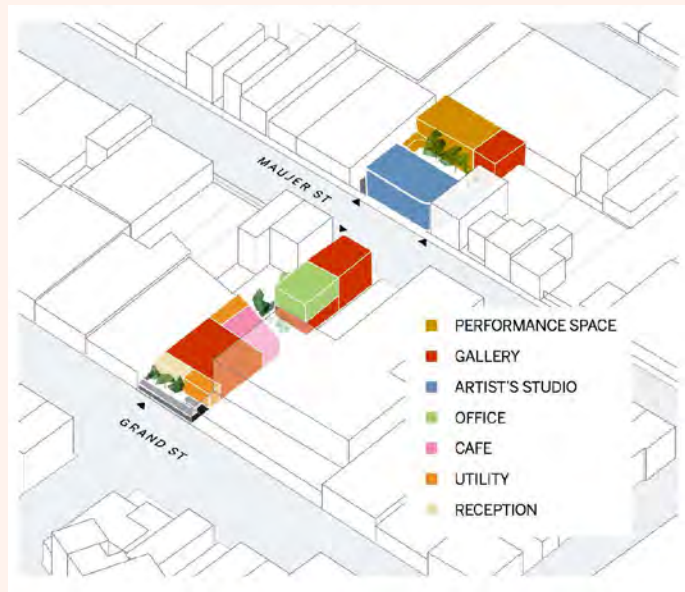 MAUJER ST
GRAND ST
PERFORMANCE SPACE
GALLERY
ARTIST'S STUDIO
OFFICE
CAFE
UTILITY
RECEPTION